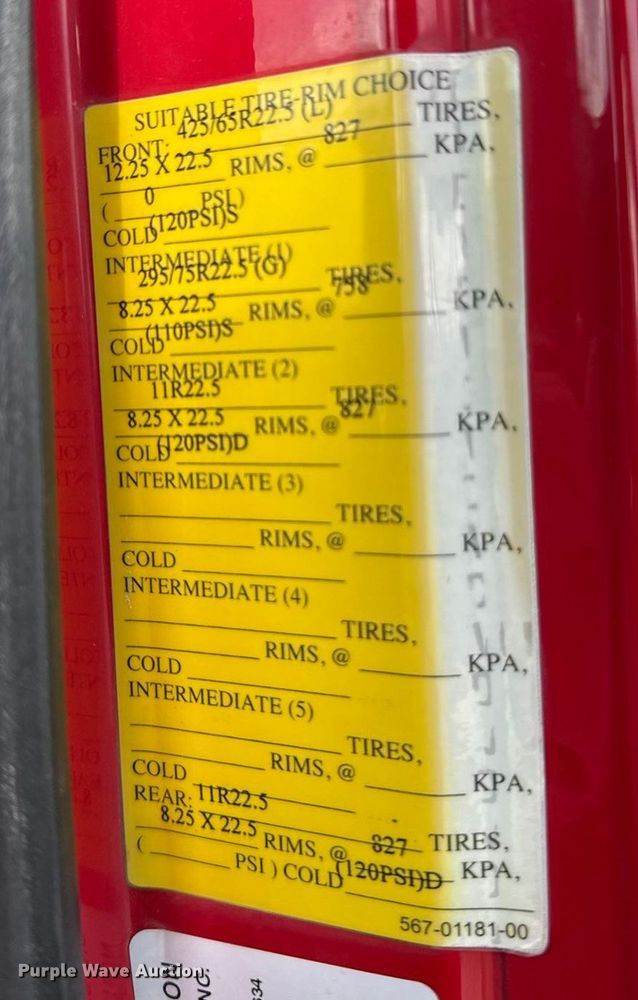 SUITABLE TIRE-RIM CHOICE
FRONT: 425/65R22.5 (L) TIRES,
12.25 X 22.5 RIMS, @ 827 KPA,
( 0 PSI )
COLD (120PSI)S
INTERMEDIATE (1)
295/75R22.5 (G) TIRES,
8.25 X 22.5 RIMS, @ 758 KPA,
COLD (110PSI)S
INTERMEDIATE (2)
11R22.5 TIRES,
8.25 X 22.5 RIMS, @ 827 KPA,
COLD (120PSI)D
INTERMEDIATE (3)
TIRES,
RIMS, @ KPA,
COLD
INTERMEDIATE (4)
TIRES,
RIMS, @ KPA,
COLD
INTERMEDIATE (5)
TIRES,
RIMS, @ KPA,
COLD
REAR: 11R22.5 TIRES,
8.25 X 22.5 RIMS, @ 827 KPA,
( PSI ) COLD (120PSI)D
567-01181-00
Purple Wave Auction